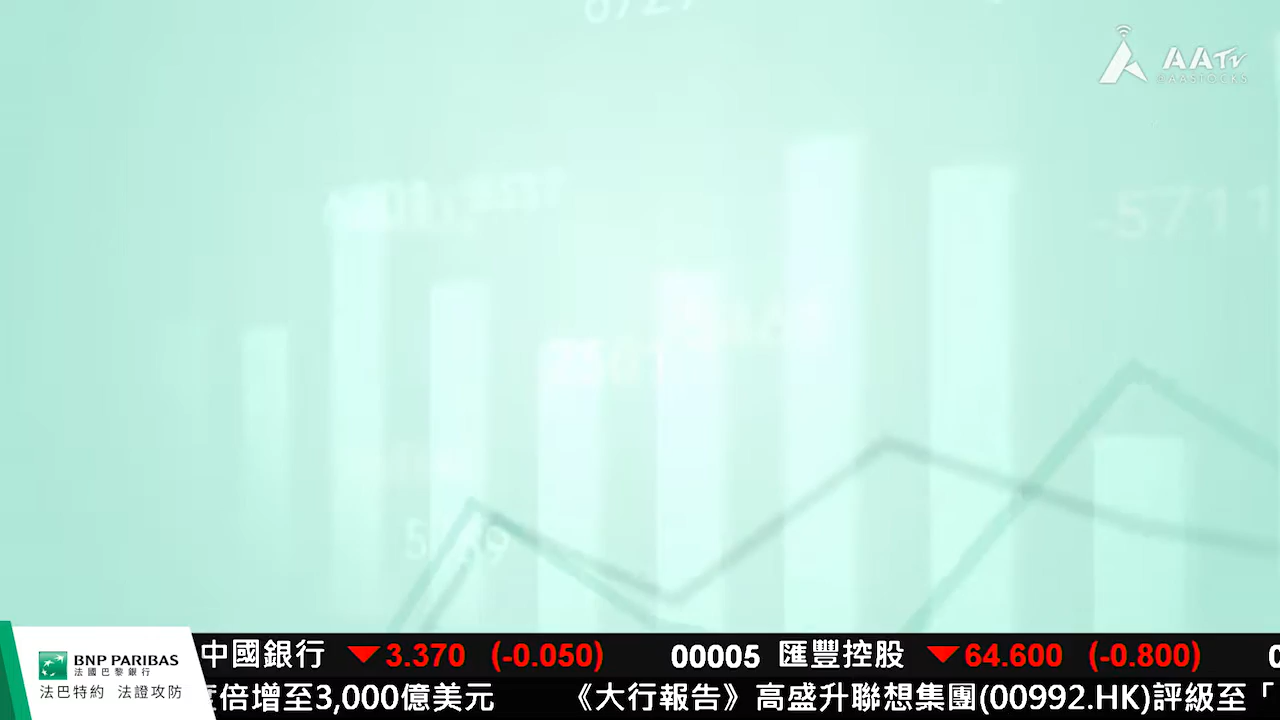 AATV
@AASTOCKS
-5711
BNP PARIBAS
法國巴黎銀行
法巴特約 法證攻防
中國銀行 ▼3.370 (-0.050) 00005 匯豐控股 ▼64.600 (-0.800)
倍增至3,000億美元 《大行報告》高盛升聯想集團(00992.HK)評級至「